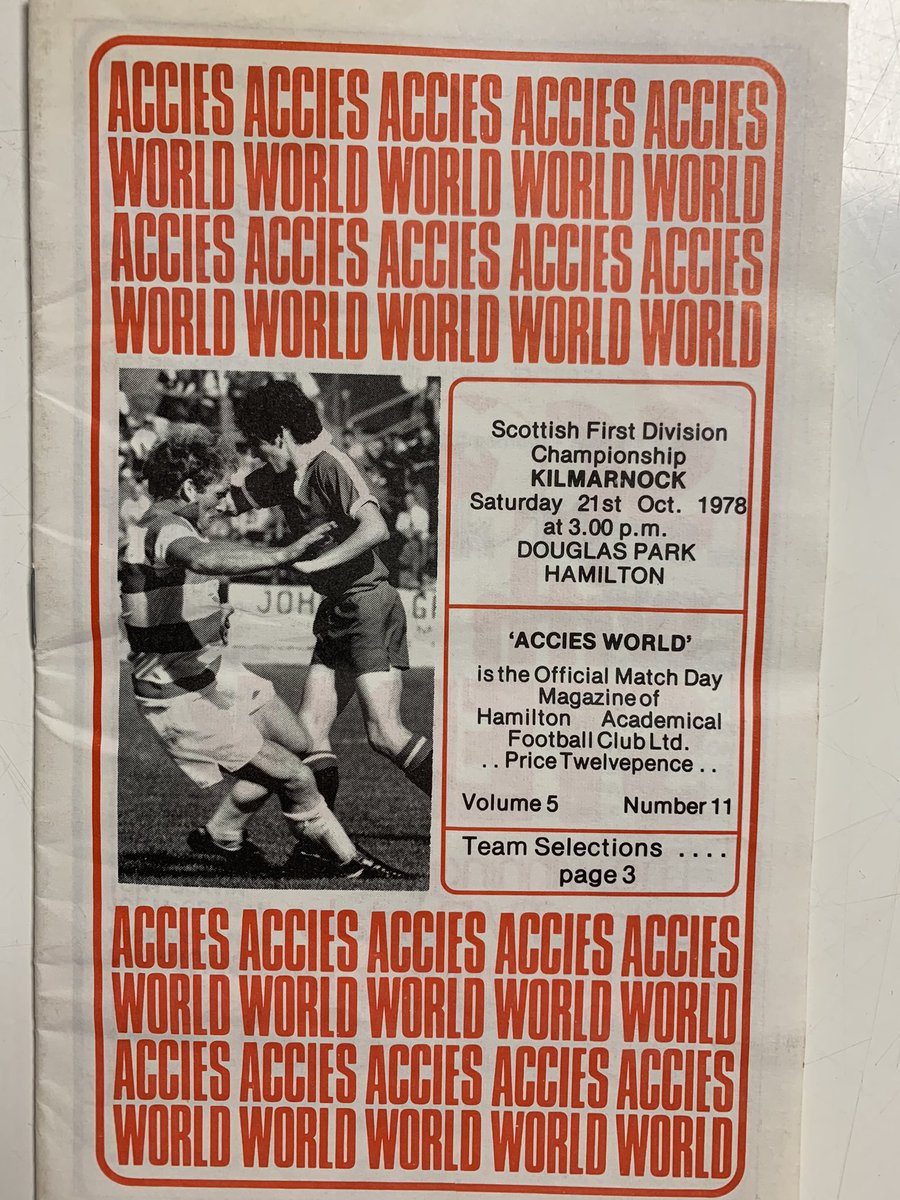 ACCIES ACCIES ACCIES ACCIES ACCIES
WORLD WORLD WORLD WORLD WORLD
ACCIES ACCIES ACCIES ACCIES ACCIES
WORLD WORLD WORLD WORLD WORLD
JOH
Scottish First Division
Championship
KILMARNOCK
Saturday 21st Oct. 1978
at 3.00 p.m.
DOUGLAS PARK
HAMILTON
‘ACCIES WORLD’
is the Official Match Day
Magazine of
Hamilton Academical
Football Club Ltd.
. . Price Twelvepence . .
Volume 5 Number 11
Team Selections . . . .
page 3
ACCIES ACCIES ACCIES ACCIES ACCIES
WORLD WORLD WORLD WORLD WORLD
ACCIES ACCIES ACCIES ACCIES ACCIES
WORLD WORLD WORLD WORLD WORLD